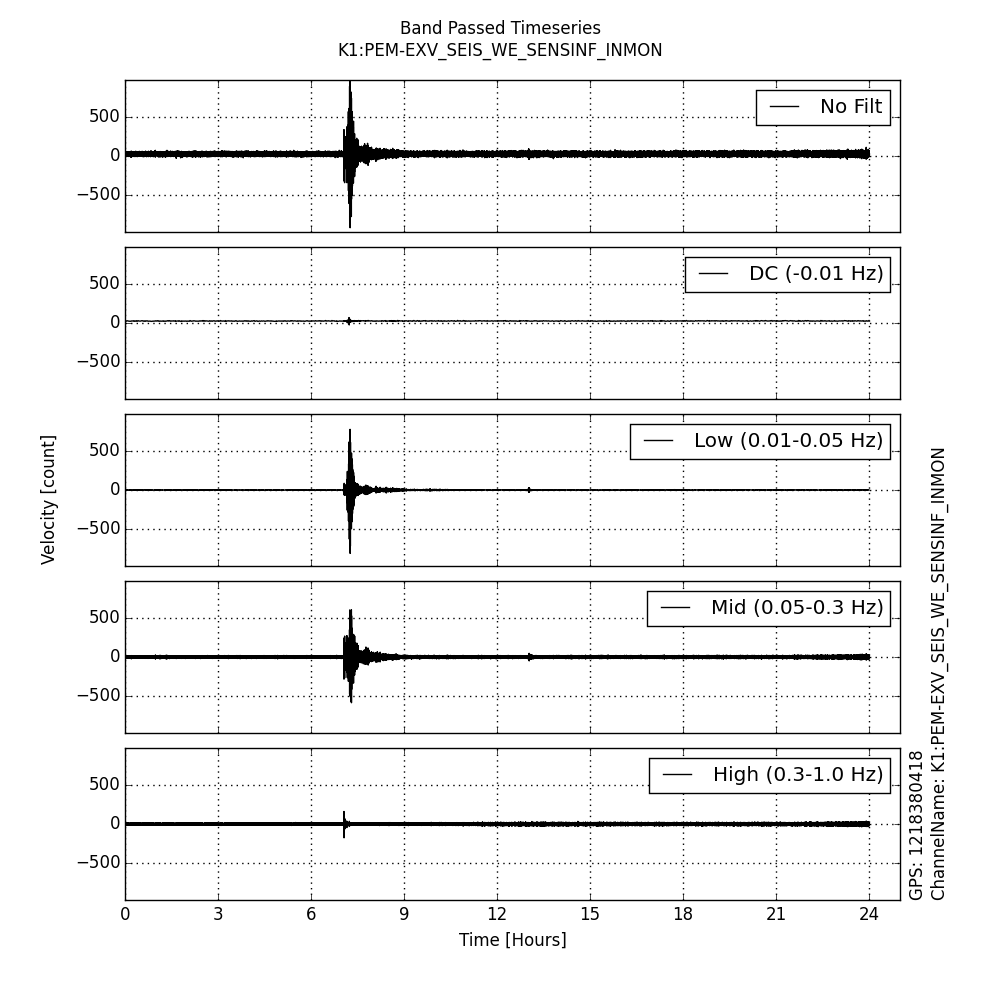 Band Passed Timeseries
K1:PEM-EXV_SEIS_WE_SENSINF_INMON
500
0
−500
No Filt
500
0
−500
DC (-0.01 Hz)
500
0
−500
Low (0.01-0.05 Hz)
500
0
−500
Mid (0.05-0.3 Hz)
500
0
−500
High (0.3-1.0 Hz)
0 3 6 9 12 15 18 21 24
Time [Hours]
Velocity [count]
GPS: 1218380418
ChannelName: K1:PEM-EXV_SEIS_WE_SENSINF_INMON